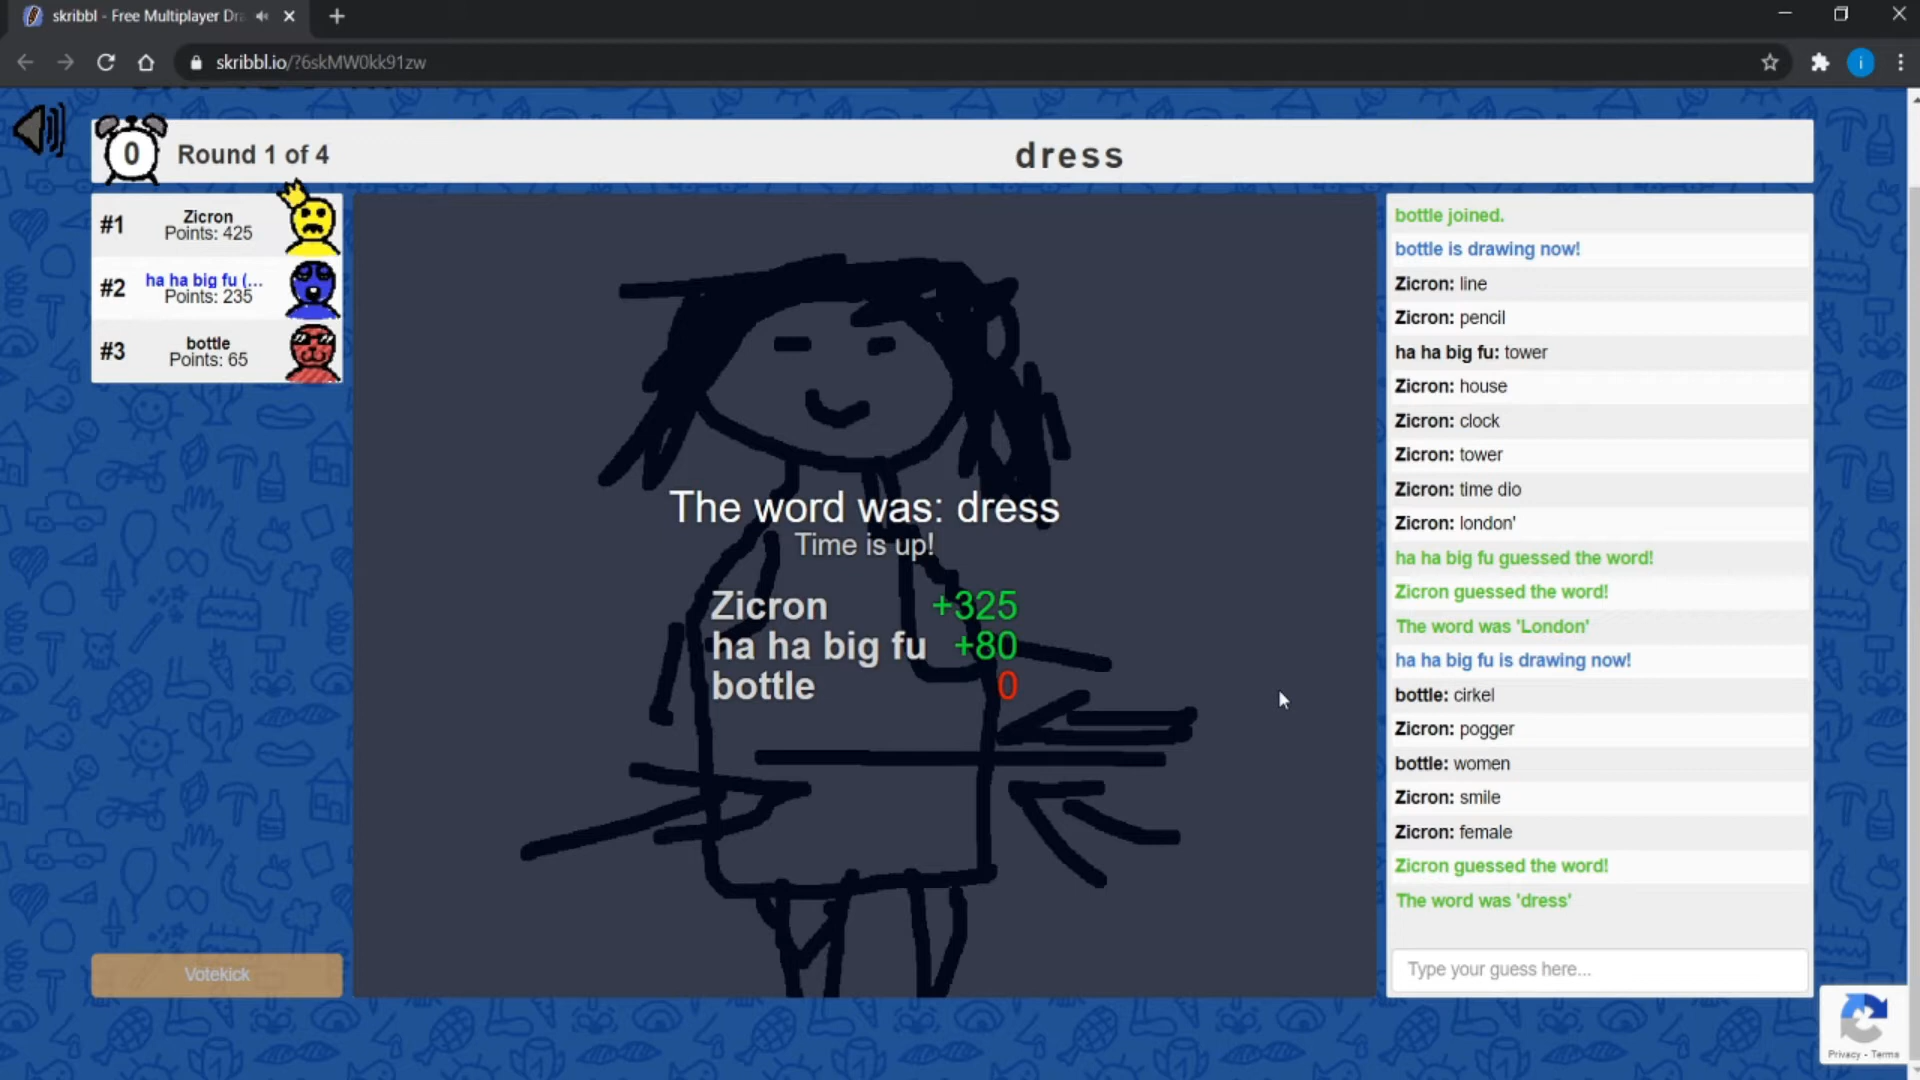 skribbl - Free Multiplayer Dr
skribbl.io/?6skMW0kk91zw
i
0
Round 1 of 4
dress
#1
Zicron
Points: 425
#2
ha ha big fu (...
Points: 235
#3
bottle
Points: 65
The word was: dress
Time is up!
Zicron +325
ha ha big fu +80
bottle 0
bottle joined.
bottle is drawing now!
Zicron: line
Zicron: pencil
ha ha big fu: tower
Zicron: house
Zicron: clock
Zicron: tower
Zicron: time dio
Zicron: london'
ha ha big fu guessed the word!
Zicron guessed the word!
The word was 'London'
ha ha big fu is drawing now!
bottle: cirkel
Zicron: pogger
bottle: women
Zicron: smile
Zicron: female
Zicron guessed the word!
The word was 'dress'
Type your guess here...
Votekick
Privacy - Terms